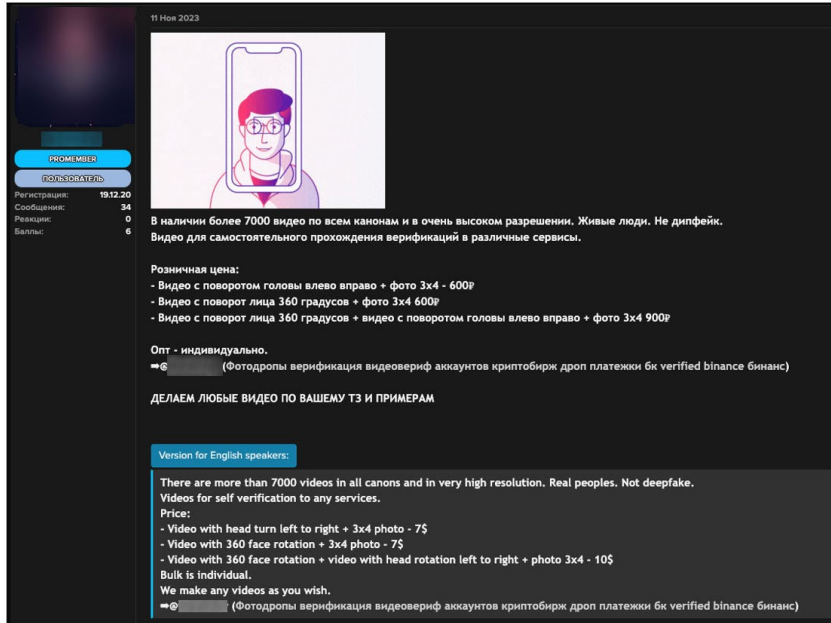 11 Ноя 2023
PROMEMBER
ПОЛЬЗОВАТЕЛЬ
Регистрация: 19.12.20
Сообщения: 34
Реакции: 0
Баллы: 6
В наличии более 7000 видео по всем канонам и в очень высоком разрешении. Живые люди. Не дипфейк.
Видео для самостоятельного прохождения верификаций в различные сервисы.
Розничная цена:
- Видео с поворотом головы влево вправо + фото 3х4 - 600₽
- Видео с поворот лица 360 градусов + фото 3х4 600₽
- Видео с поворот лица 360 градусов + видео с поворотом головы влево вправо + фото 3х4 900₽
Опт - индивидуально.
➡@ (Фотодропы верификация видеовериф аккаунтов криптобирж дроп платежки бк verified binance бинанс)
ДЕЛАЕМ ЛЮБЫЕ ВИДЕО ПО ВАШЕМУ ТЗ И ПРИМЕРАМ
Version for English speakers:
There are more than 7000 videos in all canons and in very high resolution. Real peoples. Not deepfake.
Videos for self verification to any services.
Price:
- Video with head turn left to right + 3x4 photo - 7$
- Video with 360 face rotation + 3x4 photo - 7$
- Video with 360 face rotation + video with head rotation left to right + photo 3x4 - 10$
Bulk is individual.
We make any videos as you wish.
➡@ (Фотодропы верификация видеовериф аккаунтов криптобирж дроп платежки бк verified binance бинанс)